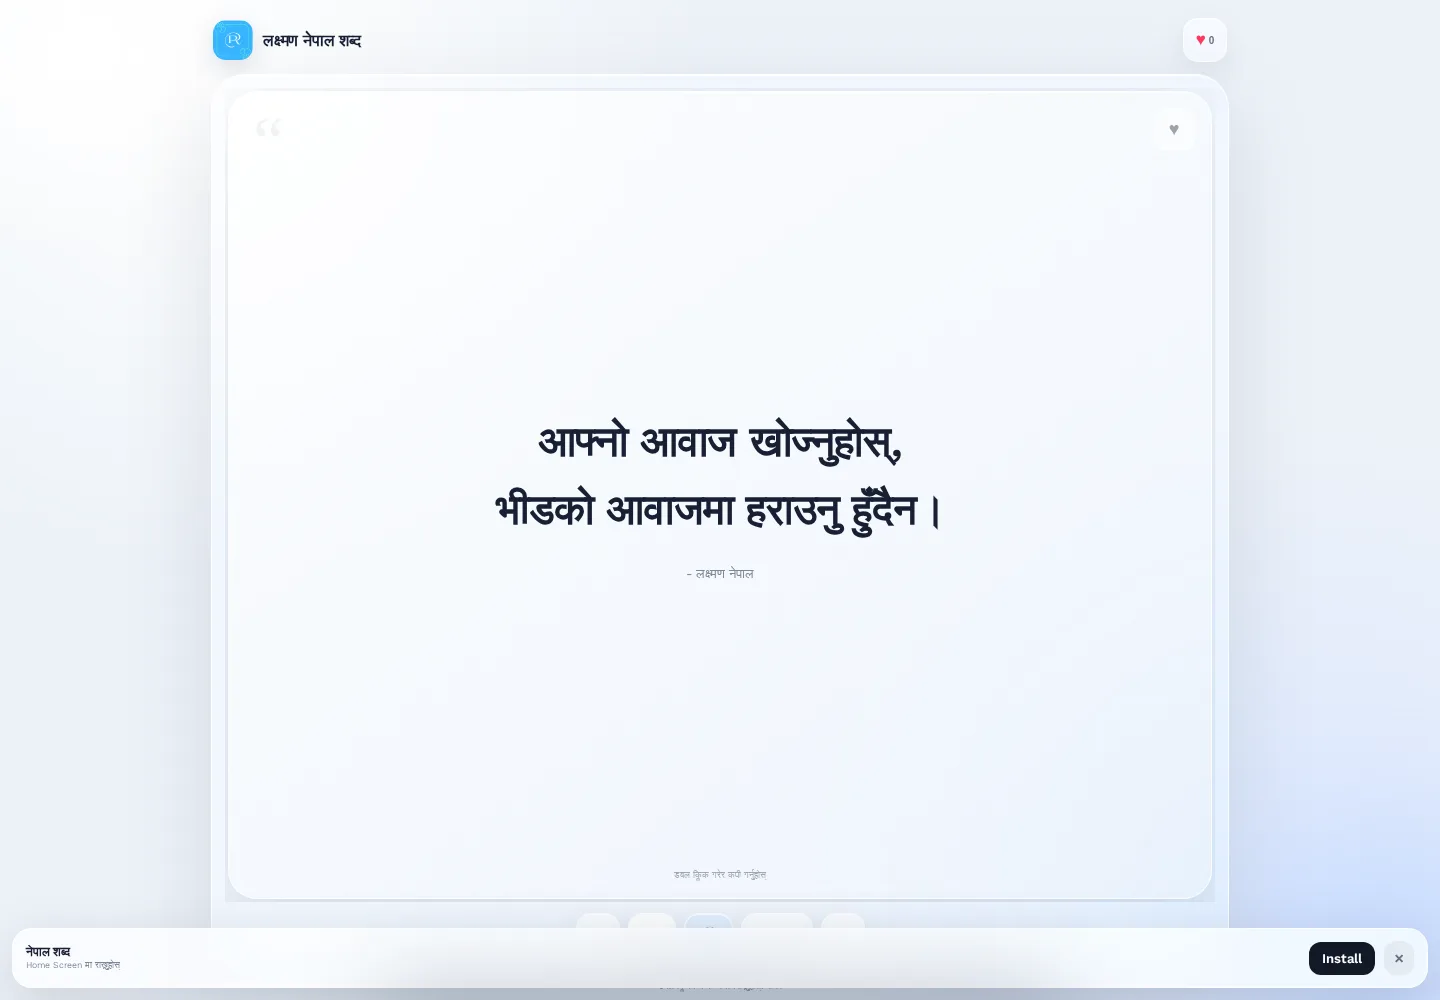 लक्ष्मण नेपाल शब्द
♥ 0
“
♥
आफ्नो आवाज खोज्नुहोस्,
भीडको आवाजमा हराउनु हुँदैन।
- लक्ष्मण नेपाल
डबल क्लिक गरेर कपी गर्नुहोस्
नेपाल शब्द
Home Screen मा राख्नुहोस्
Install
×